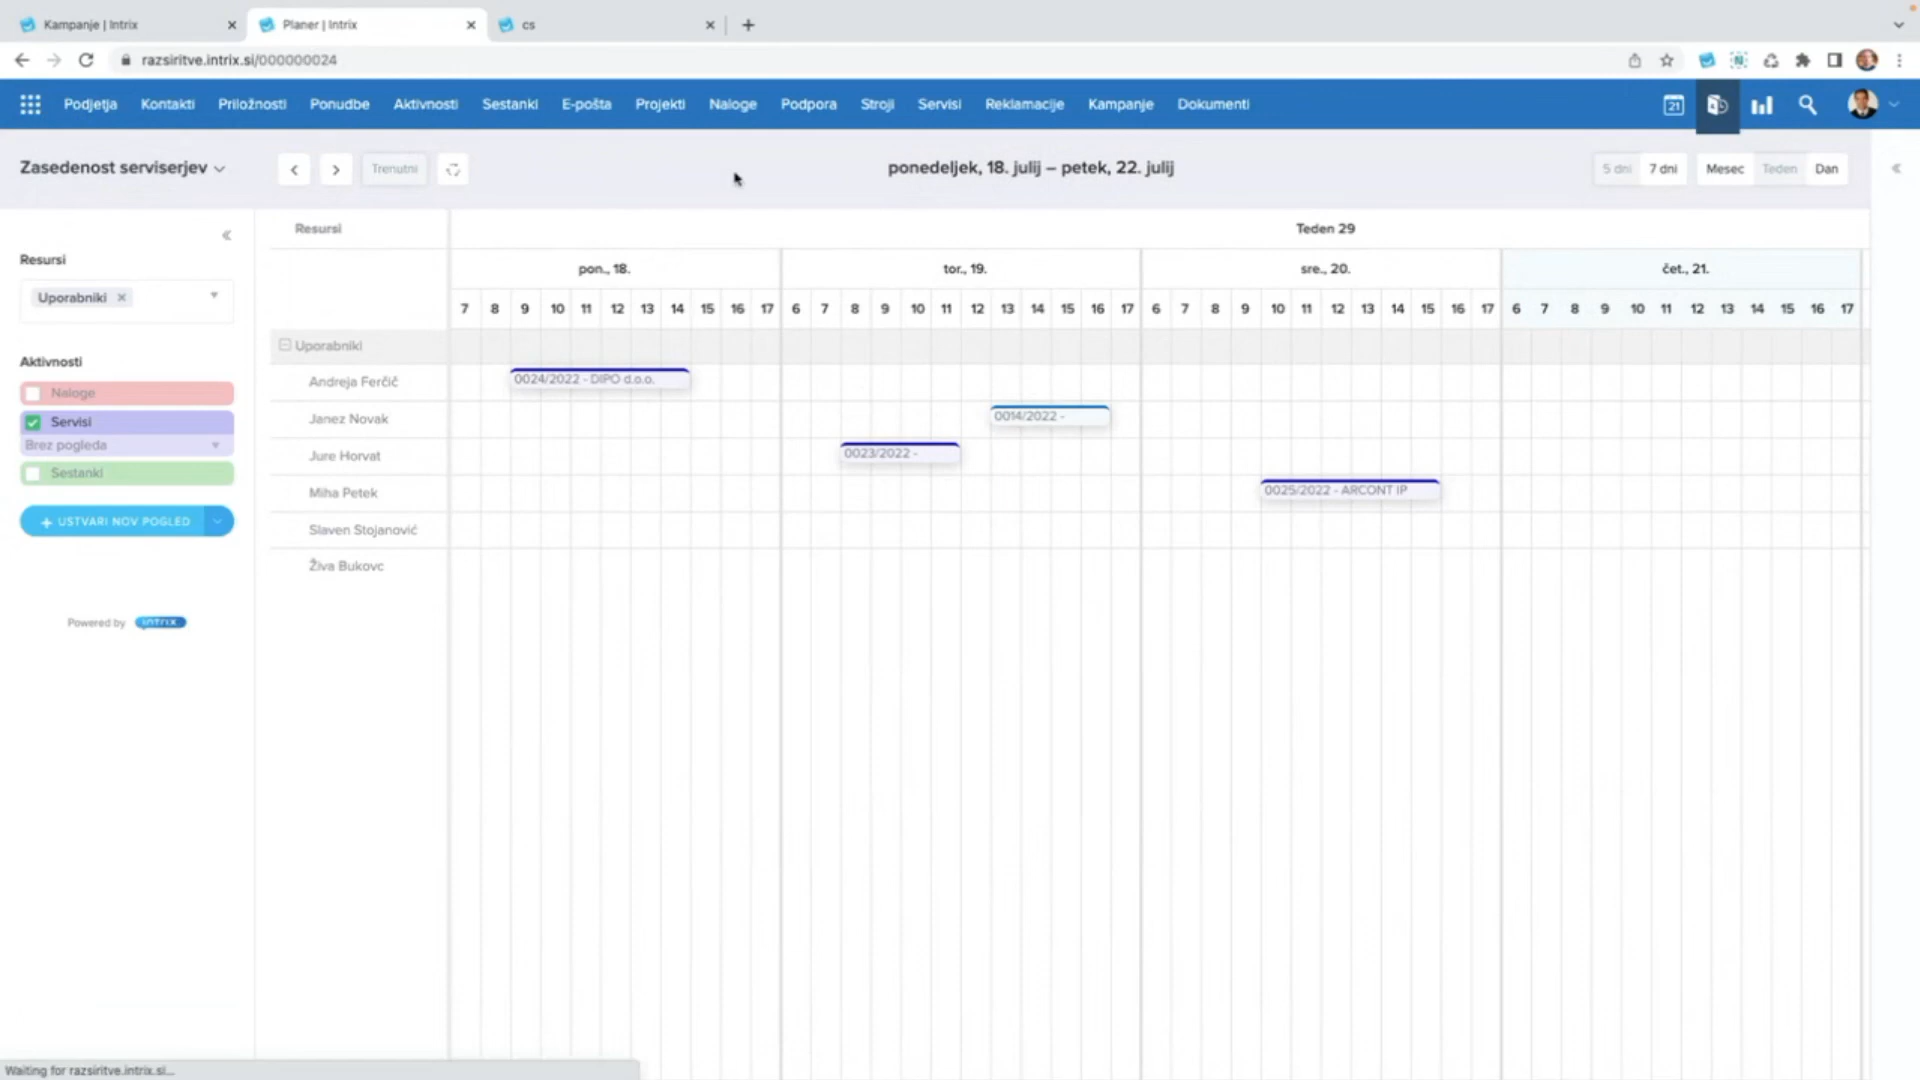 Kampanje | Intrix
Planer | Intrix
cs
razsiritve.intrix.si/000000024
Podjetja Kontakti Priložnosti Ponudbe Aktivnosti Sestanki E-pošta Projekti Naloge Podpora Stroji Servisi Reklamacije Kampanje Dokumenti
21
Zasedenost serviserjev
Trenutni
ponedeljek, 18. julij – petek, 22. julij
5 dni 7 dni
Mesec Teden Dan
Resursi
Uporabniki
Aktivnosti
Naloge
Servisi
Brez pogleda
Sestanki
+ USTVARI NOV POGLED
Powered by intrix
Resursi
Teden 29
pon., 18. tor., 19. sre., 20. čet., 21.
7 8 9 10 11 12 13 14 15 16 17 6 7 8 9 10 11 12 13 14 15 16 17 6 7 8 9 10 11 12 13 14 15 16 17 6 7 8 9 10 11 12 13 14 15 16 17
Uporabniki
Andreja Ferčič
0024/2022 - DIPO d.o.o.
Janez Novak
0014/2022 -
Jure Horvat
0023/2022 -
Miha Petek
0025/2022 - ARCONT IP
Slaven Stojanović
Živa Bukovc
Waiting for razsiritve.intrix.si...